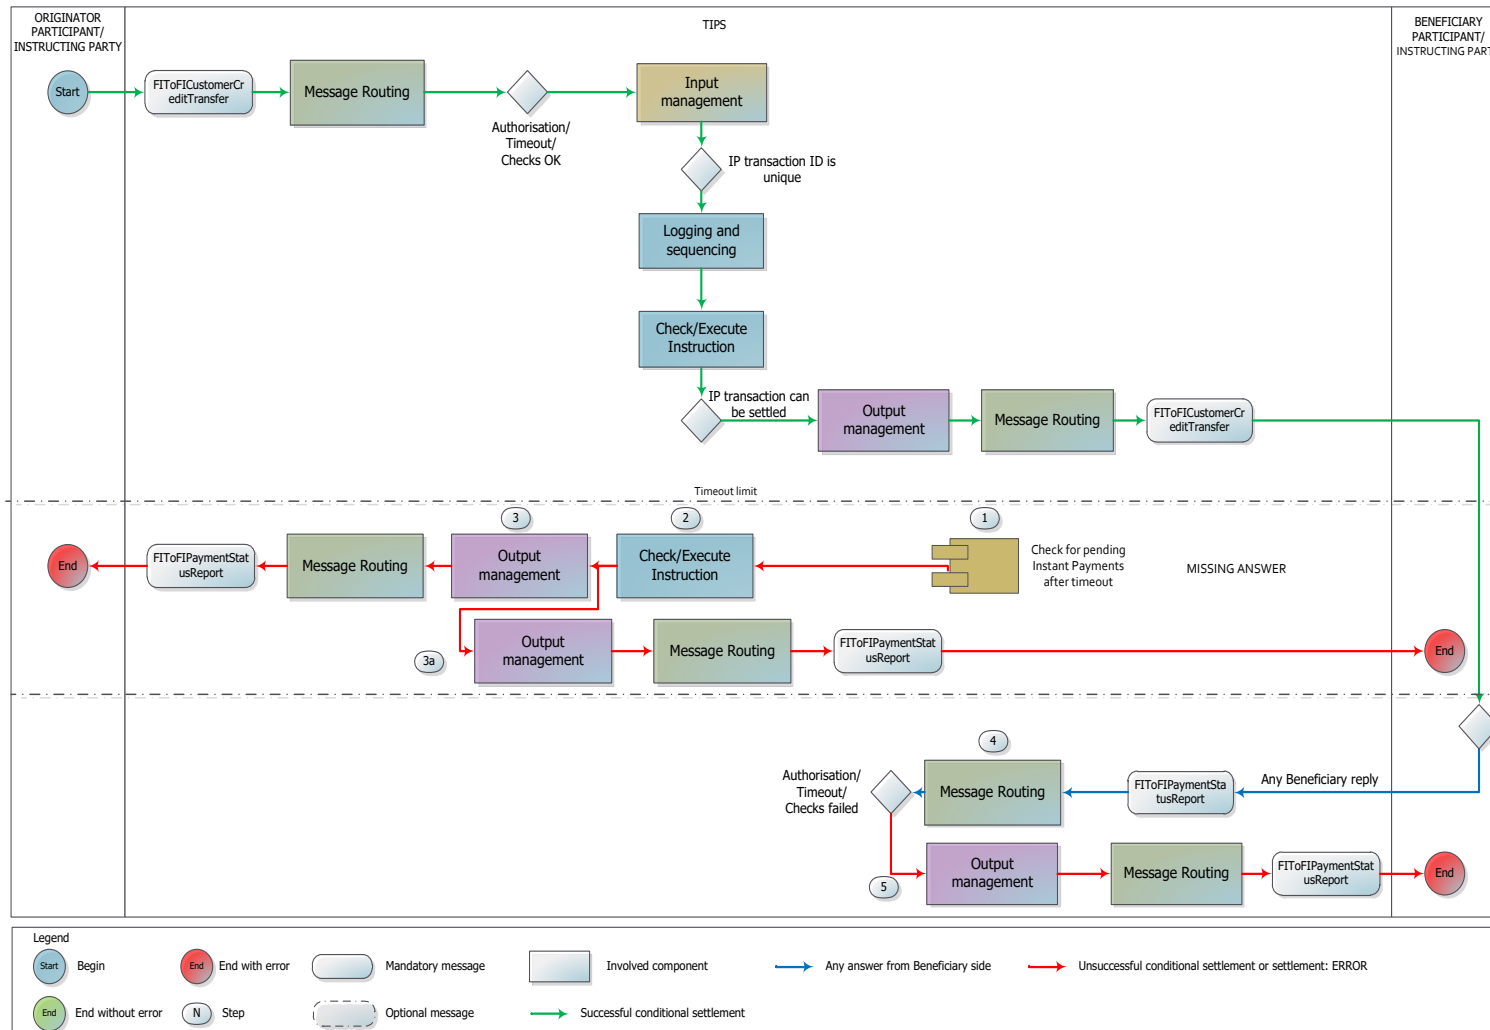 ORIGINATOR
PARTICIPANT/
INSTRUCTING PARTY
TIPS
BENEFICIARY
PARTICIPANT/
INSTRUCTING PART
Start
FIToFICustomerCr
editTransfer
Message Routing
Authorisation/
Timeout/
Checks OK
Input
management
IP transaction ID is
unique
Logging and
sequencing
Check/Execute
Instruction
IP transaction can
be settled
Output
management
Message Routing
FIToFICustomerCr
editTransfer
Timeout limit
3
2
1
End
FIToFIPaymentStat
usReport
Message Routing
Output
management
Check/Execute
Instruction
Check for pending
Instant Payments
after timeout
MISSING ANSWER
3a
Output
management
Message Routing
FIToFIPaymentStat
usReport
End
4
Authorisation/
Timeout/
Checks failed
Message Routing
FIToFIPaymentSta
tusReport
Any Beneficiary reply
5
Output
management
Message Routing
FIToFIPaymentStat
usReport
End
Legend
Start
Begin
End
End with error
Mandatory message
Involved component
Any answer from Beneficiary side
Unsuccessful conditional settlement or settlement: ERROR
End
End without error
N
Step
Optional message
Successful conditional settlement